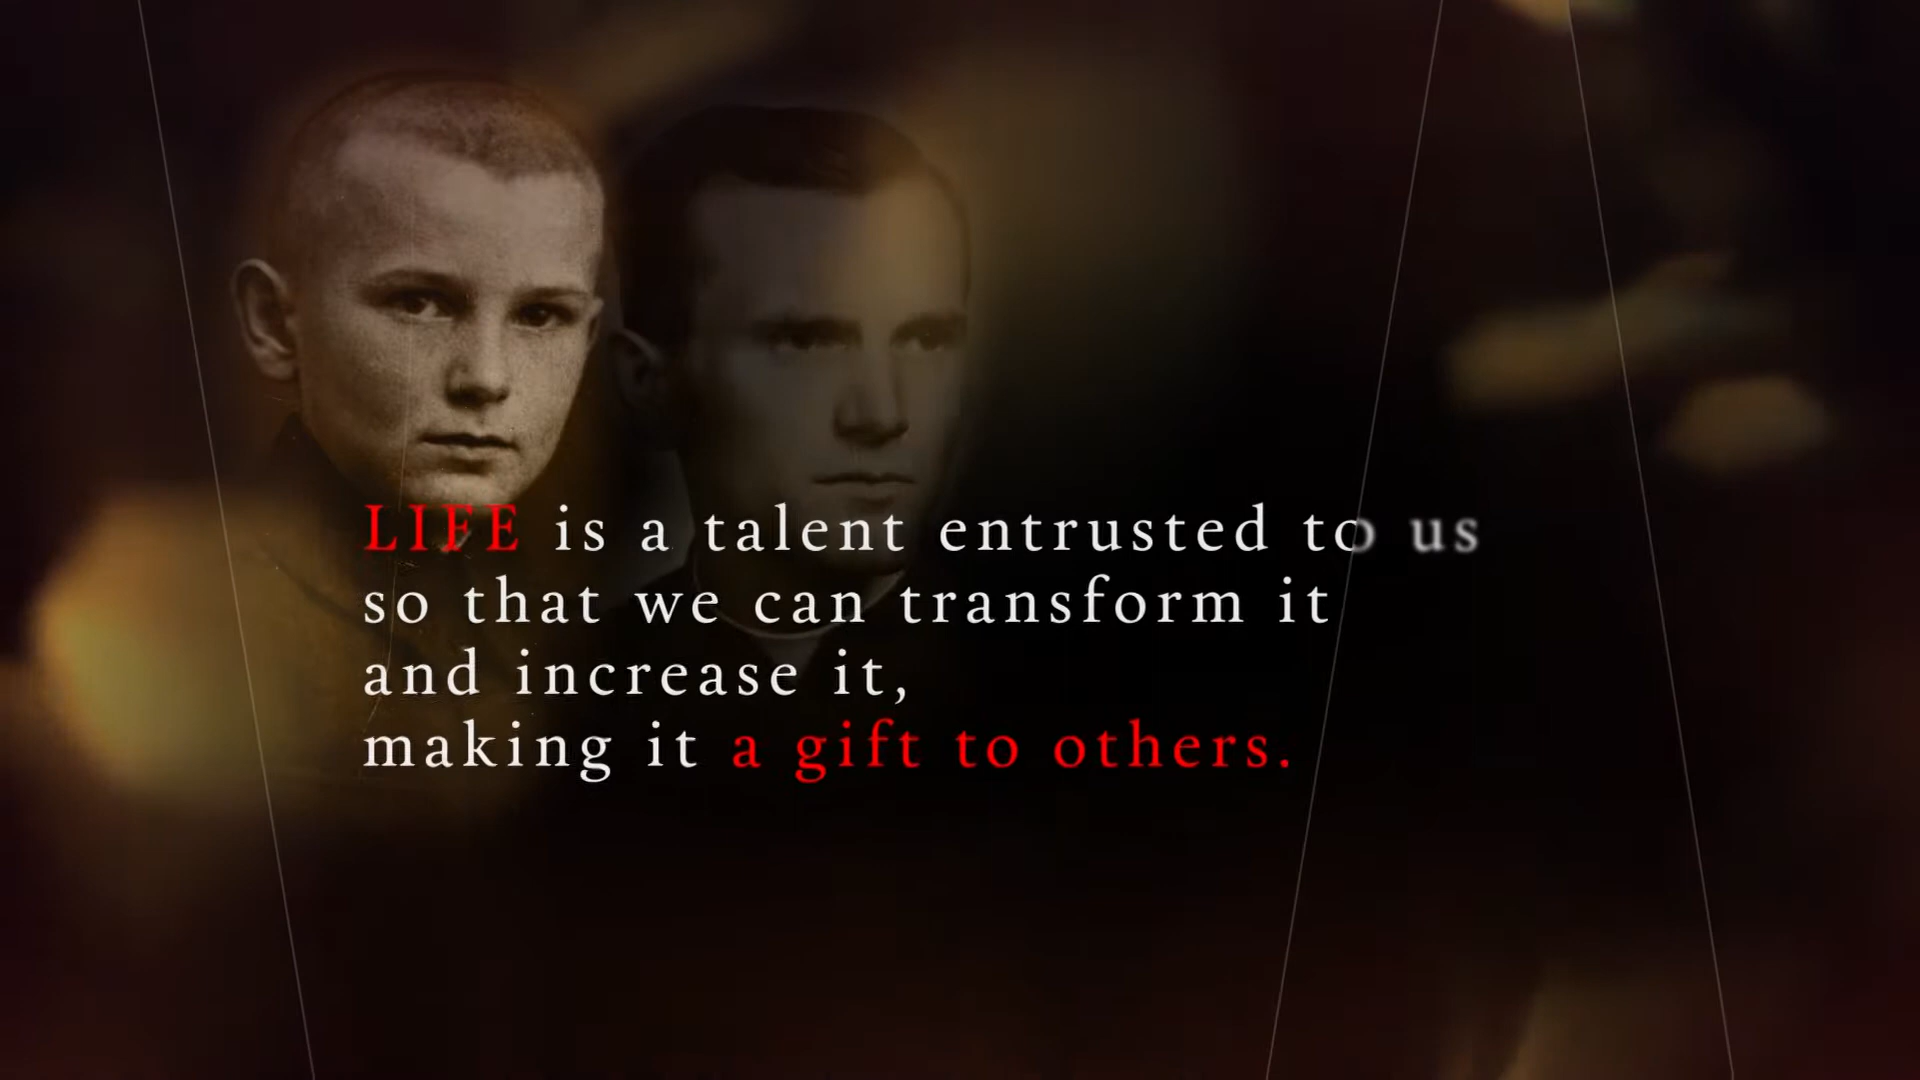 LIFE is a talent entrusted to us
so that we can transform it
and increase it,
making it a gift to others.